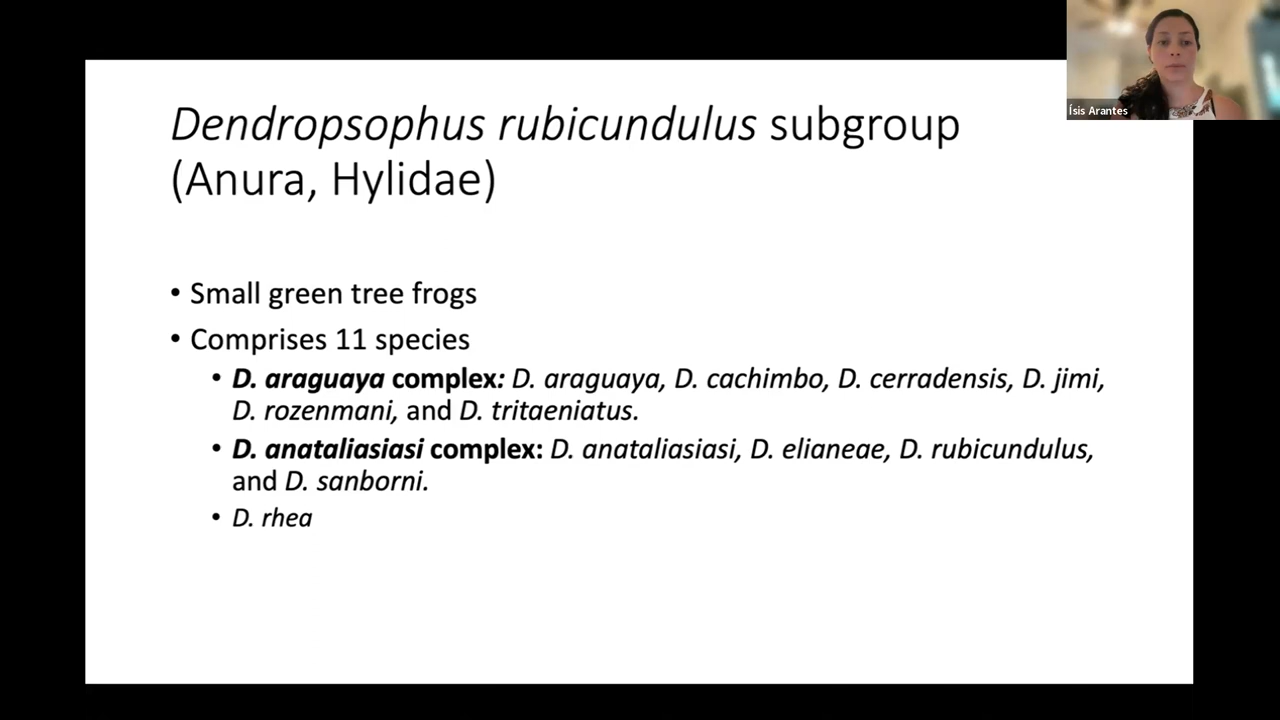 Dendropsophus rubicundulus subgroup
(Anura, Hylidae)
Ísis Arantes
• Small green tree frogs
• Comprises 11 species
• D. araguaya complex: D. araguaya, D. cachimbo, D. cerradensis, D. jimi,
D. rozenmani, and D. tritaeniatus.
• D. anataliasiasi complex: D. anataliasiasi, D. elianeae, D. rubicundulus,
and D. sanborni.
• D. rhea